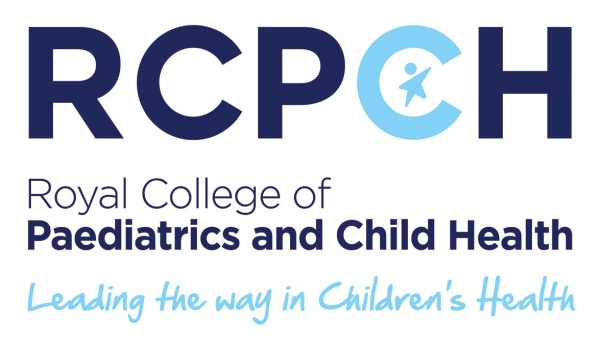 RCPCH
Royal College of
Paediatrics and Child Health
Leading the way in Children's Health